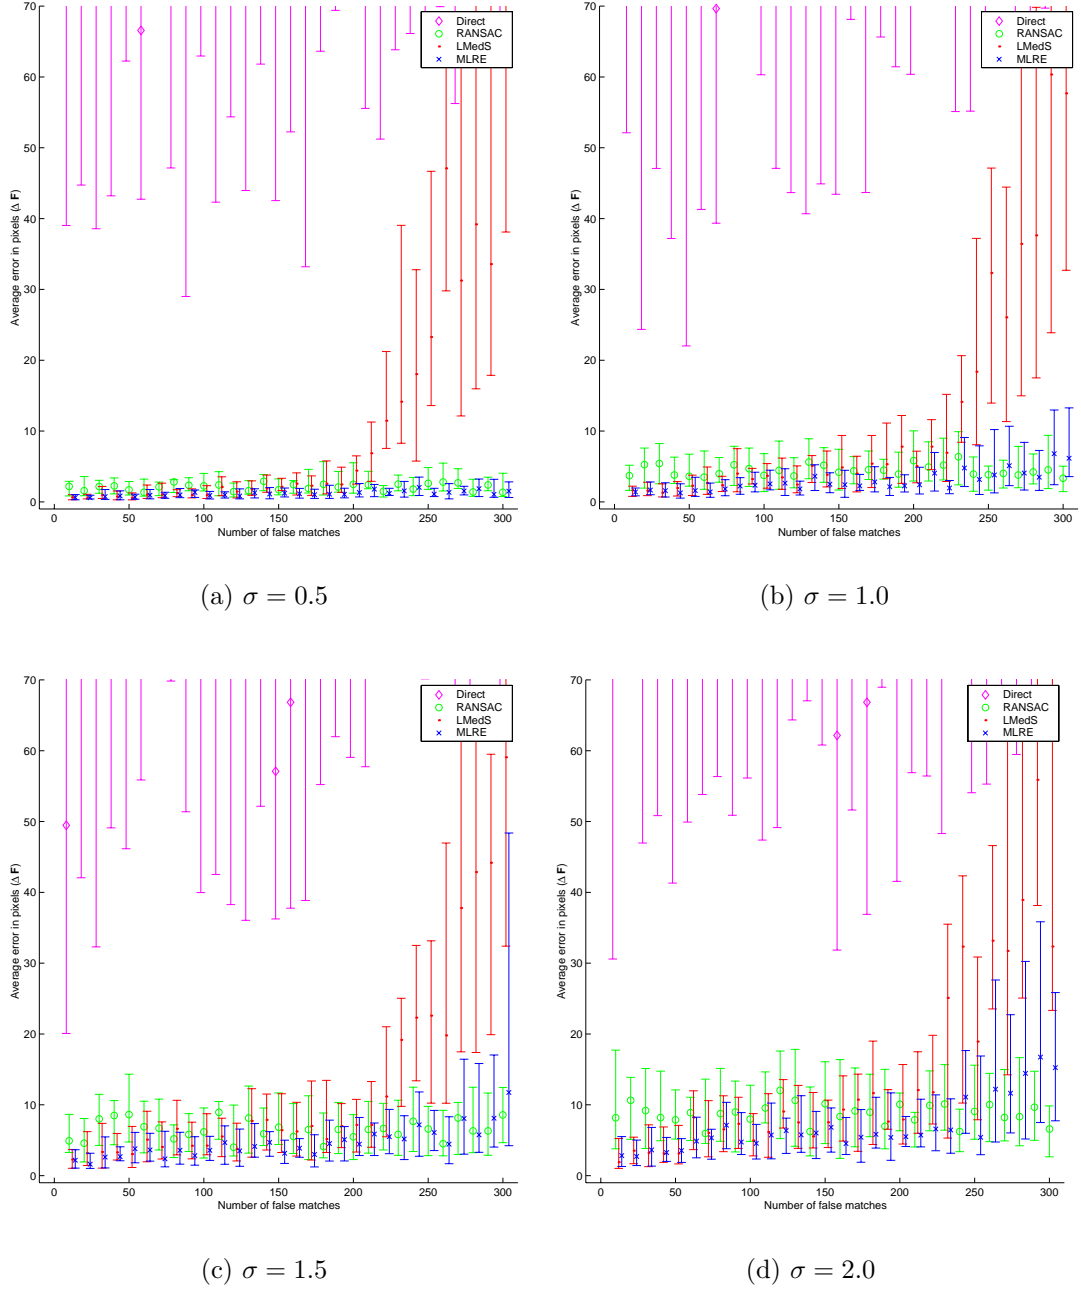 70
60
50
40
30
20
10
0
Average error in pixels (Δ F)
0 50 100 150 200 250 300
Number of false matches
Direct
RANSAC
LMedS
MLRE
(a) σ = 0.5
70
60
50
40
30
20
10
0
Average error in pixels (Δ F)
0 50 100 150 200 250 300
Number of false matches
Direct
RANSAC
LMedS
MLRE
(b) σ = 1.0
70
60
50
40
30
20
10
0
Average error in pixels (Δ F)
0 50 100 150 200 250 300
Number of false matches
Direct
RANSAC
LMedS
MLRE
(c) σ = 1.5
70
60
50
40
30
20
10
0
Average error in pixels (Δ F)
0 50 100 150 200 250 300
Number of false matches
Direct
RANSAC
LMedS
MLRE
(d) σ = 2.0